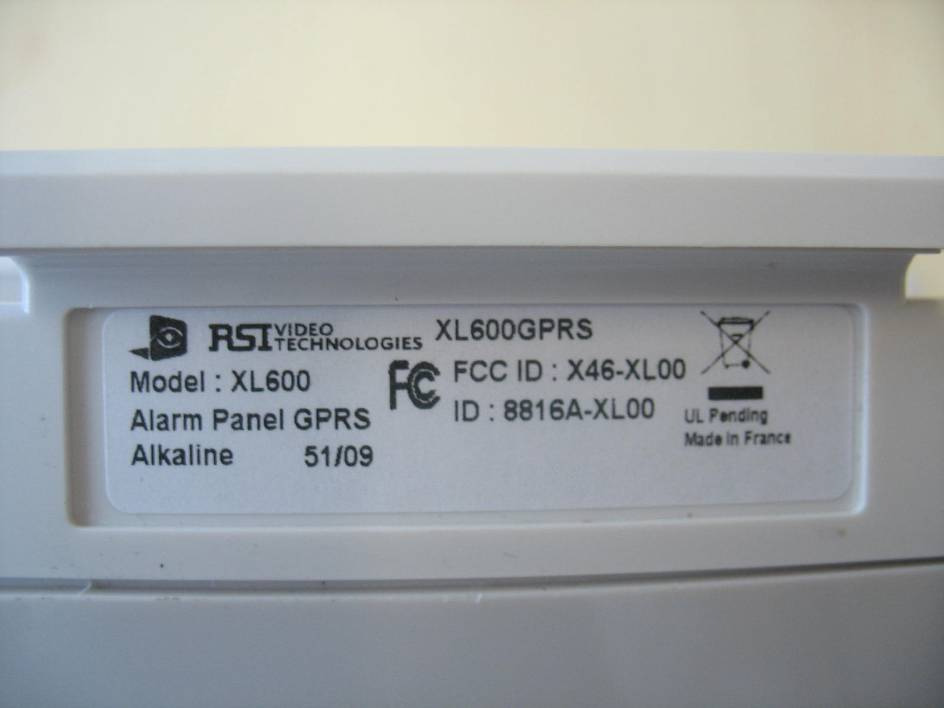 RSI VIDEO TECHNOLOGIES XL600GPRS
Model : XL600
Alarm Panel GPRS
Alkaline 51/09
FC FCC ID : X46-XL00
ID : 8816A-XL00
UL Pending
Made in France